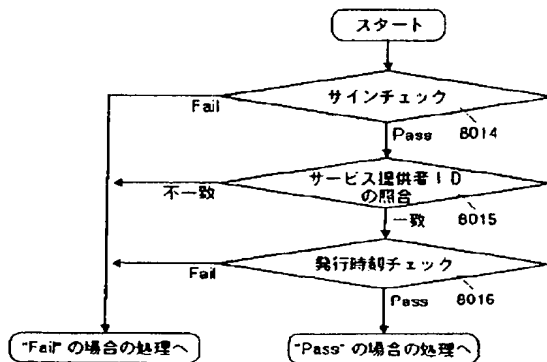 スタート
サインチェック
Fail
Pass
8014
サービス提供者ID
の照合
不一致
一致
8015
発行時刻チェック
Fail
Pass
8016
"Fail" の場合の処理へ
"Pass" の場合の処理へ